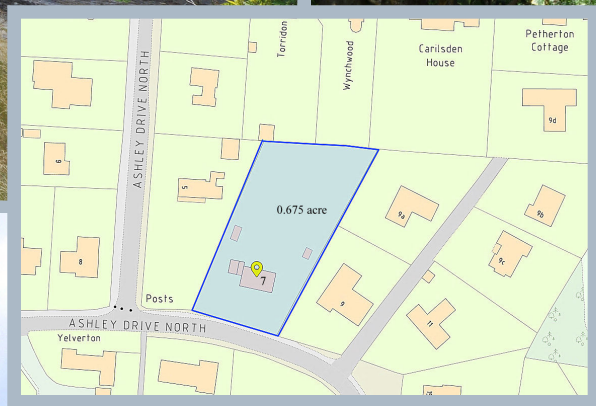 Torridon
Wynchwood
Carilsden
House
Petherton
Cottage
9d
ASHLEY DRIVE NORTH
6
5
0.675 acre
9a
9b
9c
8
7
Posts
9
11
ASHLEY DRIVE NORTH
Yelverton